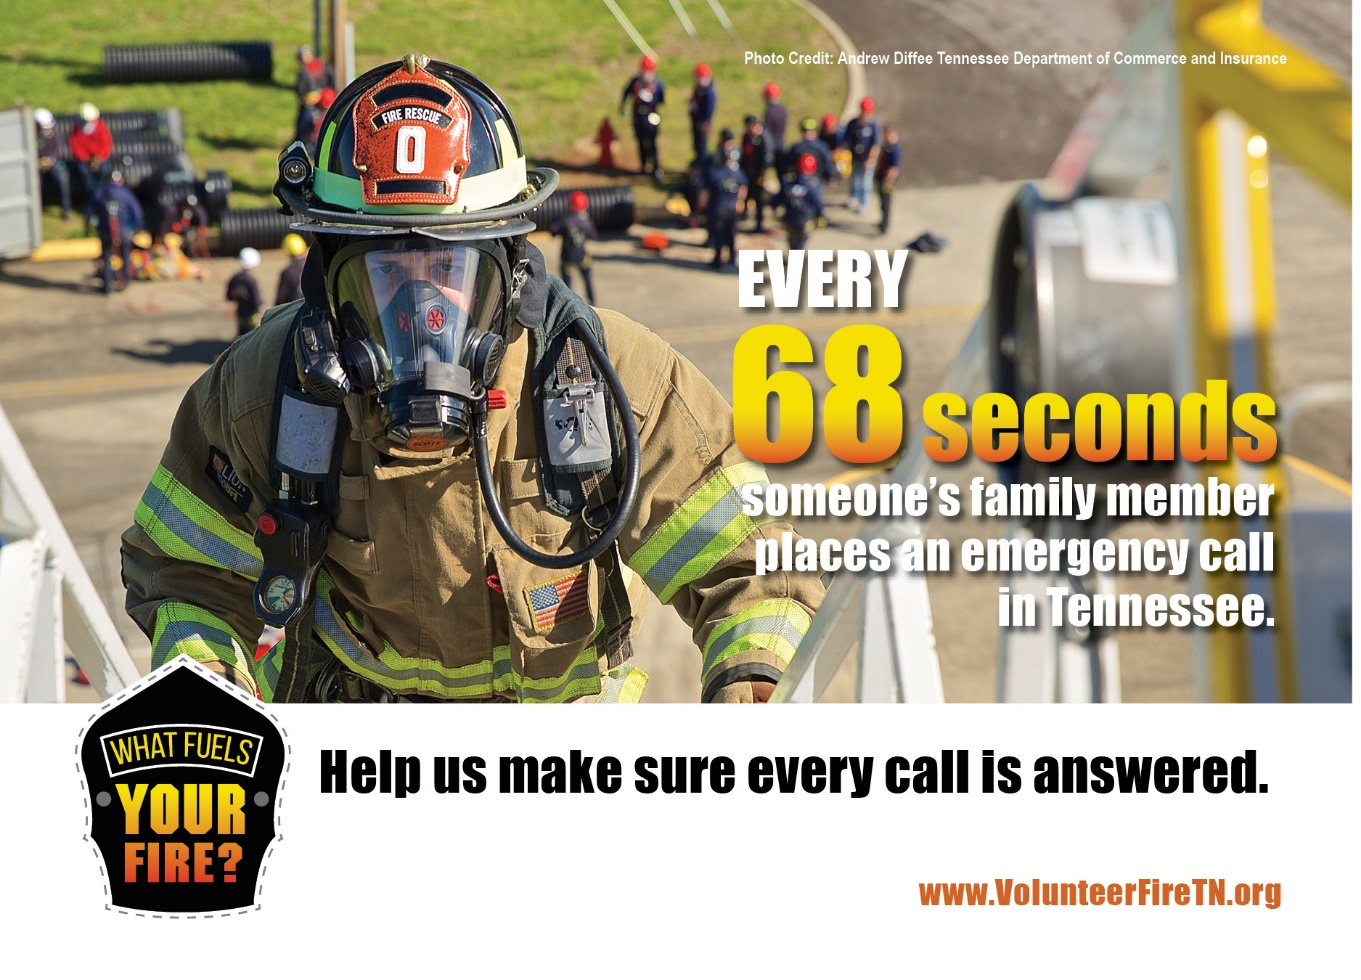 Photo Credit: Andrew Diffee Tennessee Department of Commerce and Insurance
FIRE RESCUE
0
EVERY
68 seconds
someone's family member
places an emergency call
in Tennessee.
LION
WHAT FUELS
YOUR
FIRE?
Help us make sure every call is answered.
www.VolunteerFireTN.org